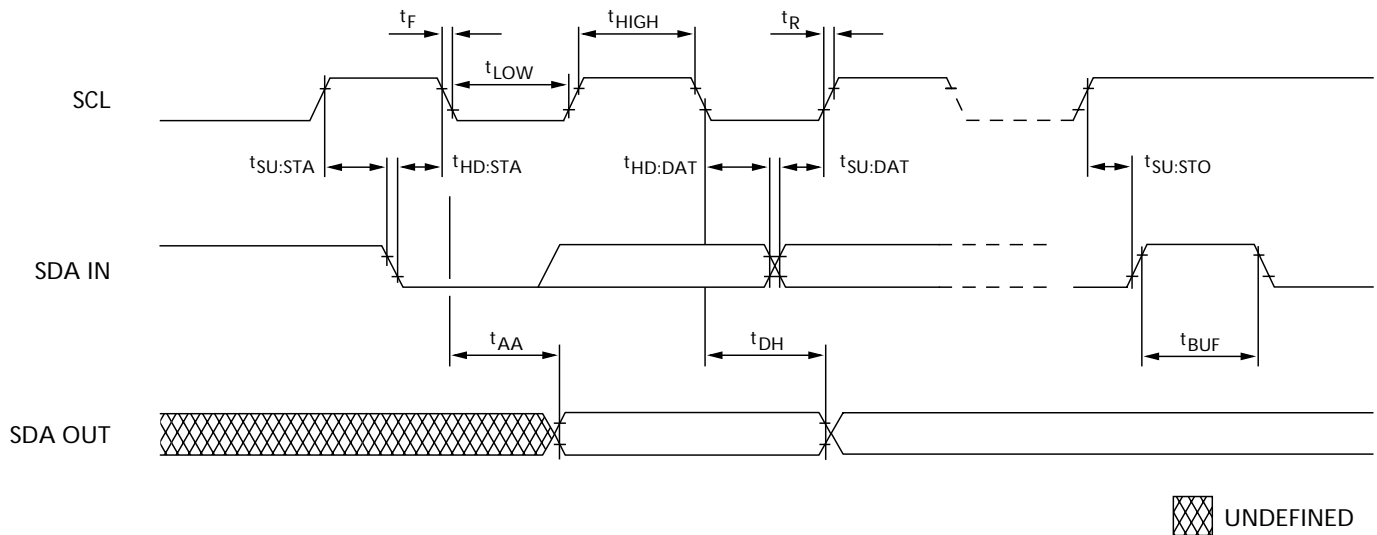 tF
tHIGH
tR
tLOW
SCL
tSU:STA
tHD:STA
tHD:DAT
tSU:DAT
tSU:STO
SDA IN
tAA
tDH
tBUF
SDA OUT
UNDEFINED